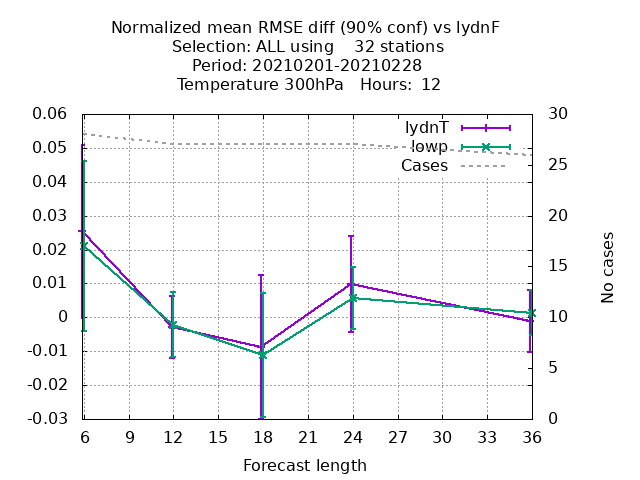 Normalized mean RMSE diff (90% conf) vs lydnF
Selection: ALL using    32 stations
Period: 20210201-20210228
Temperature 300hPa   Hours:  12
0.06
0.05
0.04
0.03
0.02
0.01
0
-0.01
-0.02
-0.03
30
25
20
15
10
5
0
lydnT
lowp
Cases
No cases
6 9 12 15 18 21 24 27 30 33 36
Forecast length